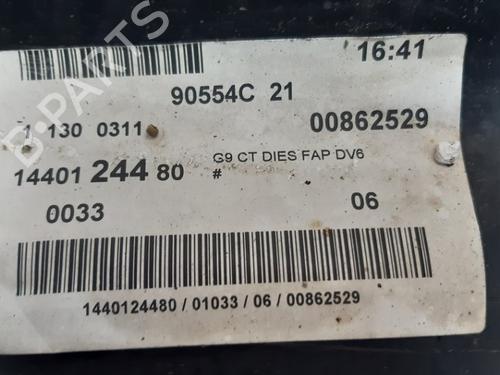 16:41
90554C 21
1 130 0311
00862529
14401 244 80
G9 CT DIES FAP DV6
#
0033
06
1440124480 / 01033 / 06 / 00862529
B-PARTS